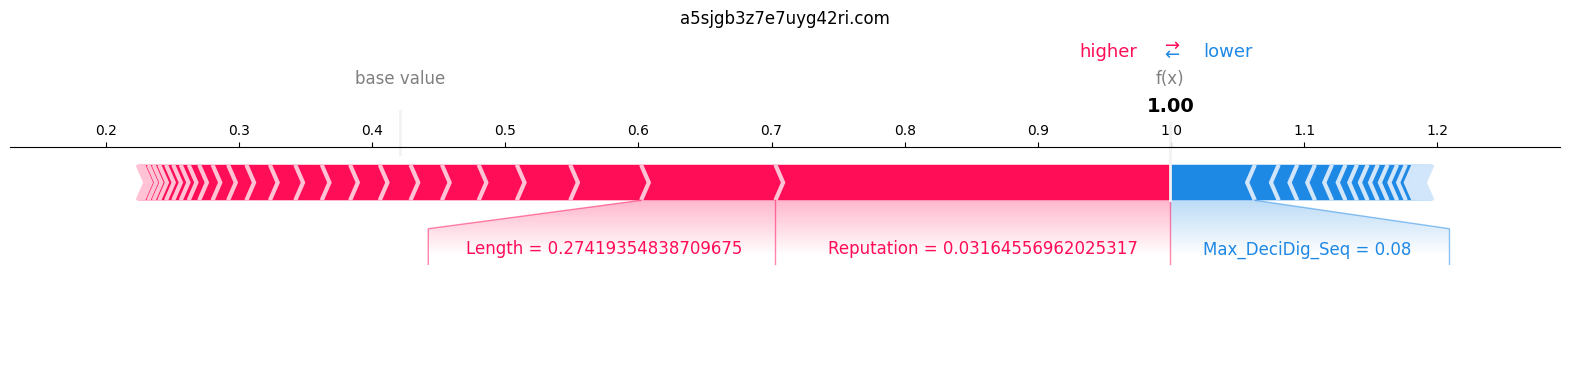 a5sjgb3z7e7uyg42ri.com
higher ⇄ lower
base value f(x)
1.00
0.2 0.3 0.4 0.5 0.6 0.7 0.8 0.9 1.0 1.1 1.2
Length = 0.27419354838709675 Reputation = 0.03164556962025317 Max_DeciDig_Seq = 0.08